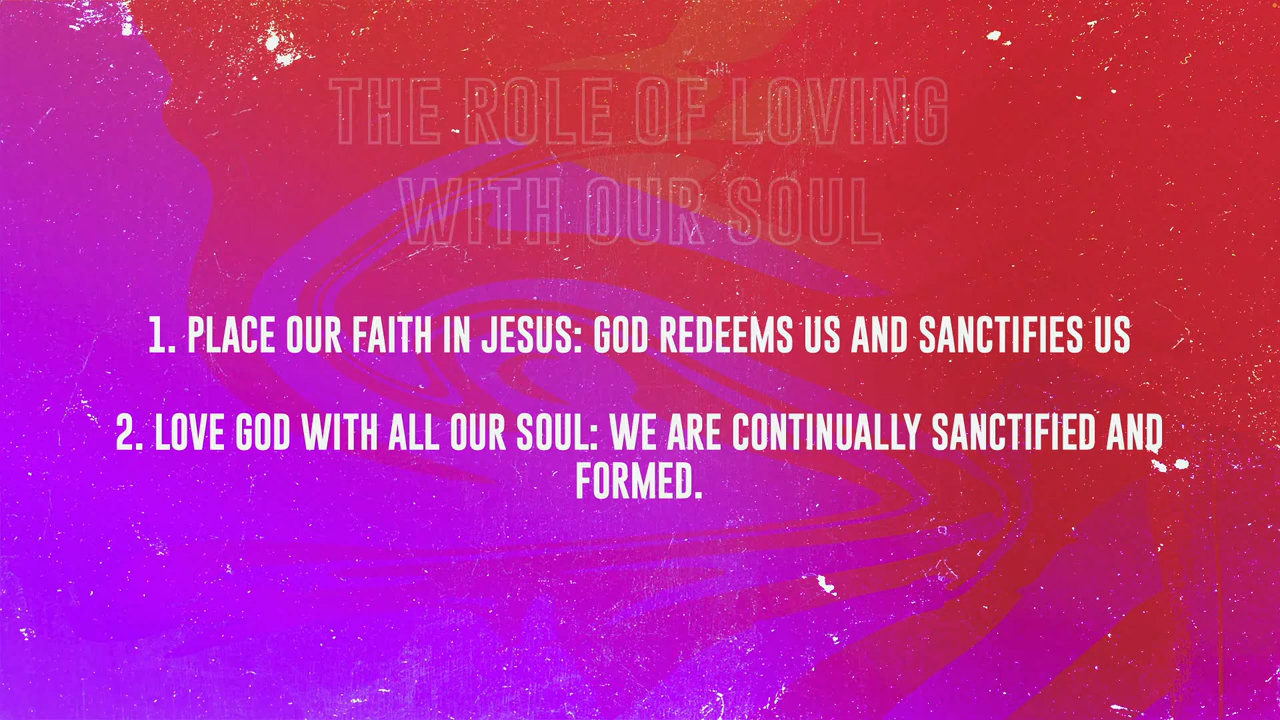 THE ROLE OF LOVING
WITH OUR SOUL
1. PLACE OUR FAITH IN JESUS: GOD REDEEMS US AND SANCTIFIES US
2. LOVE GOD WITH ALL OUR SOUL: WE ARE CONTINUALLY SANCTIFIED AND
FORMED.